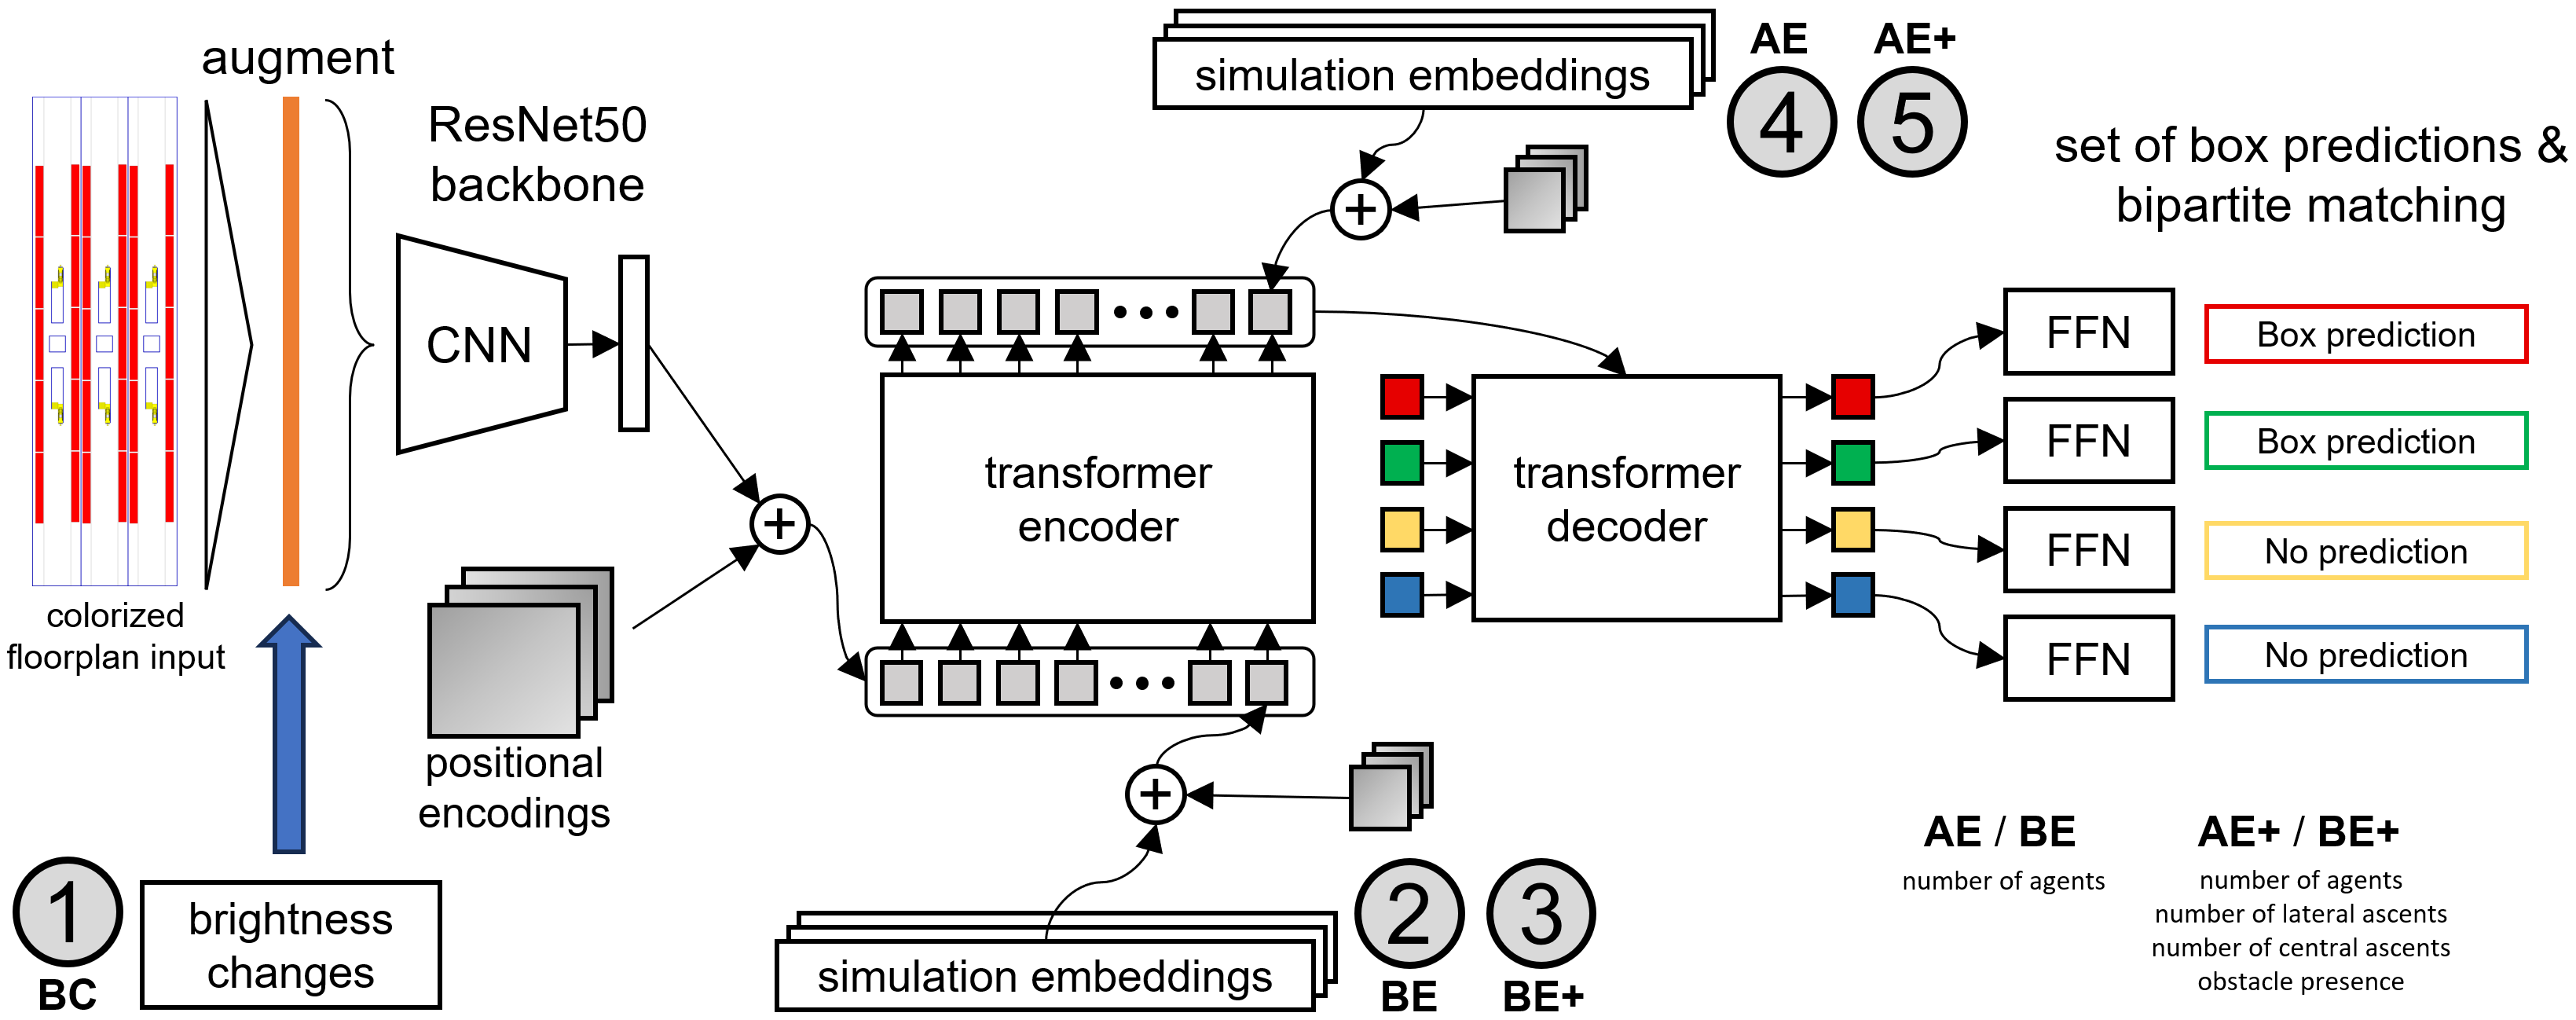 augment
colorized
floorplan input
1
BC
brightness
changes
ResNet50
backbone
CNN
positional
encodings
+
simulation embeddings
AE
4
AE+
5
+
transformer
encoder
+
simulation embeddings
2
BE
3
BE+
transformer
decoder
set of box predictions &
bipartite matching
FFN
Box prediction
FFN
Box prediction
FFN
No prediction
FFN
No prediction
AE / BE
number of agents
AE+ / BE+
number of agents
number of lateral ascents
number of central ascents
obstacle presence